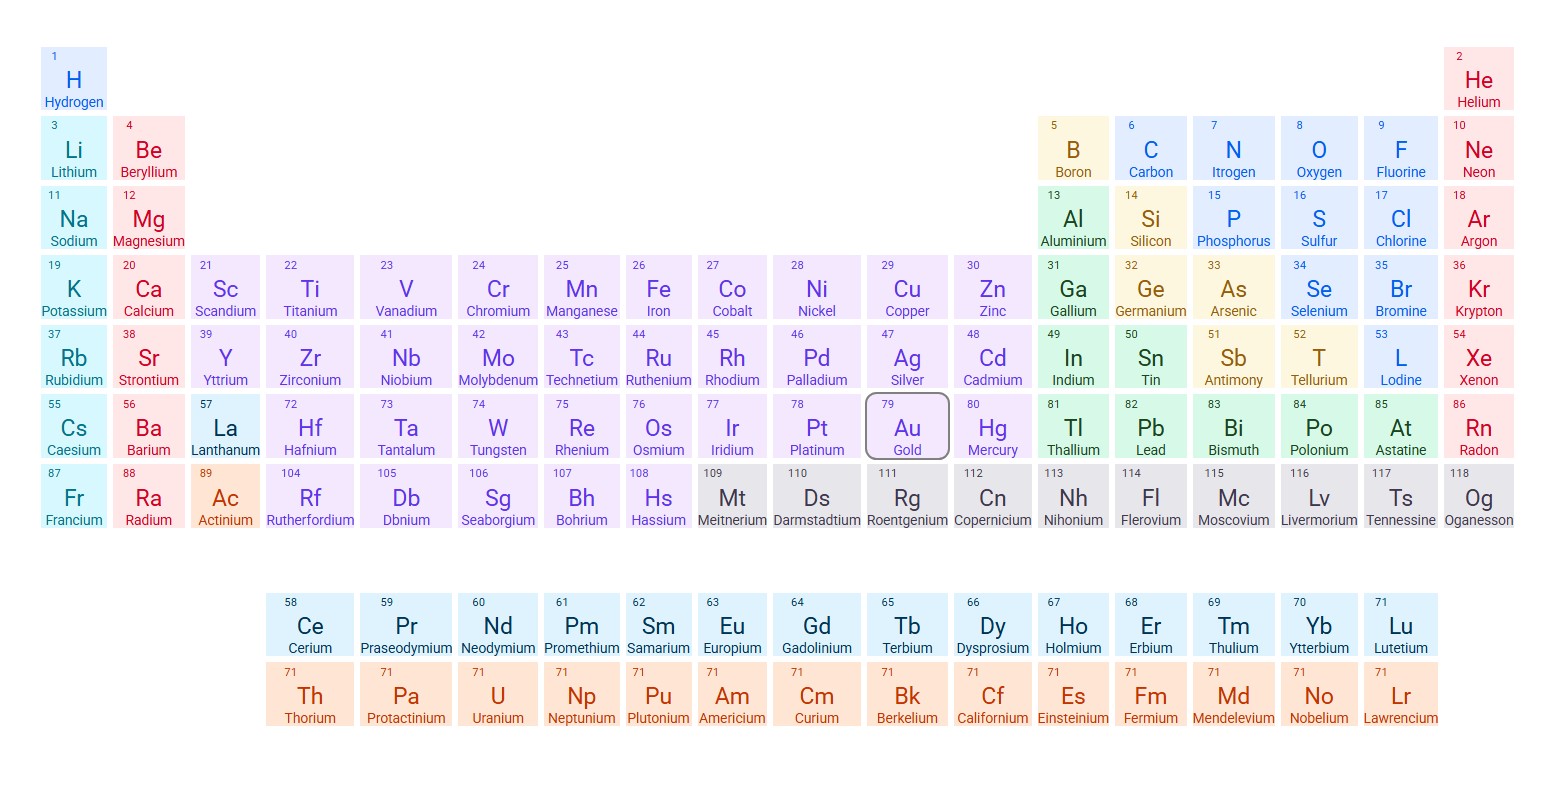 1 2
H He
Hydrogen Helium
3 4 5 6 7 8 9 10
Li Be B C N O F Ne
Lithium Beryllium Boron Carbon Itrogen Oxygen Fluorine Neon
11 12 13 14 15 16 17 18
Na Mg Al Si P S Cl Ar
Sodium Magnesium Aluminium Silicon Phosphorus Sulfur Chlorine Argon
19 20 21 22 23 24 25 26 27 28 29 30 31 32 33 34 35 36
K Ca Sc Ti V Cr Mn Fe Co Ni Cu Zn Ga Ge As Se Br Kr
Potassium Calcium Scandium Titanium Vanadium Chromium Manganese Iron Cobalt Nickel Copper Zinc Gallium Germanium Arsenic Selenium Bromine Krypton
37 38 39 40 41 42 43 44 45 46 47 48 49 50 51 52 53 54
Rb Sr Y Zr Nb Mo Tc Ru Rh Pd Ag Cd In Sn Sb T L Xe
Rubidium Strontium Yttrium Zirconium Niobium Molybdenum Technetium Ruthenium Rhodium Palladium Silver Cadmium Indium Tin Antimony Tellurium Lodine Xenon
55 56 57 72 73 74 75 76 77 78 79 80 81 82 83 84 85 86
Cs Ba La Hf Ta W Re Os Ir Pt Au Hg Tl Pb Bi Po At Rn
Caesium Barium Lanthanum Hafnium Tantalum Tungsten Rhenium Osmium Iridium Platinum Gold Mercury Thallium Lead Bismuth Polonium Astatine Radon
87 88 89 104 105 106 107 108 109 110 111 112 113 114 115 116 117 118
Fr Ra Ac Rf Db Sg Bh Hs Mt Ds Rg Cn Nh Fl Mc Lv Ts Og
Francium Radium Actinium Rutherfordium Dbnium Seaborgium Bohrium Hassium Meitnerium Darmstadtium Roentgenium Copernicium Nihonium Flerovium Moscovium Livermorium Tennessine Oganesson
58 59 60 61 62 63 64 65 66 67 68 69 70 71
Ce Pr Nd Pm Sm Eu Gd Tb Dy Ho Er Tm Yb Lu
Cerium Praseodymium Neodymium Promethium Samarium Europium Gadolinium Terbium Dysprosium Holmium Erbium Thulium Ytterbium Lutetium
71 71 71 71 71 71 71 71 71 71 71 71 71 71
Th Pa U Np Pu Am Cm Bk Cf Es Fm Md No Lr
Thorium Protactinium Uranium Neptunium Plutonium Americium Curium Berkelium Californium Einsteinium Fermium Mendelevium Nobelium Lawrencium